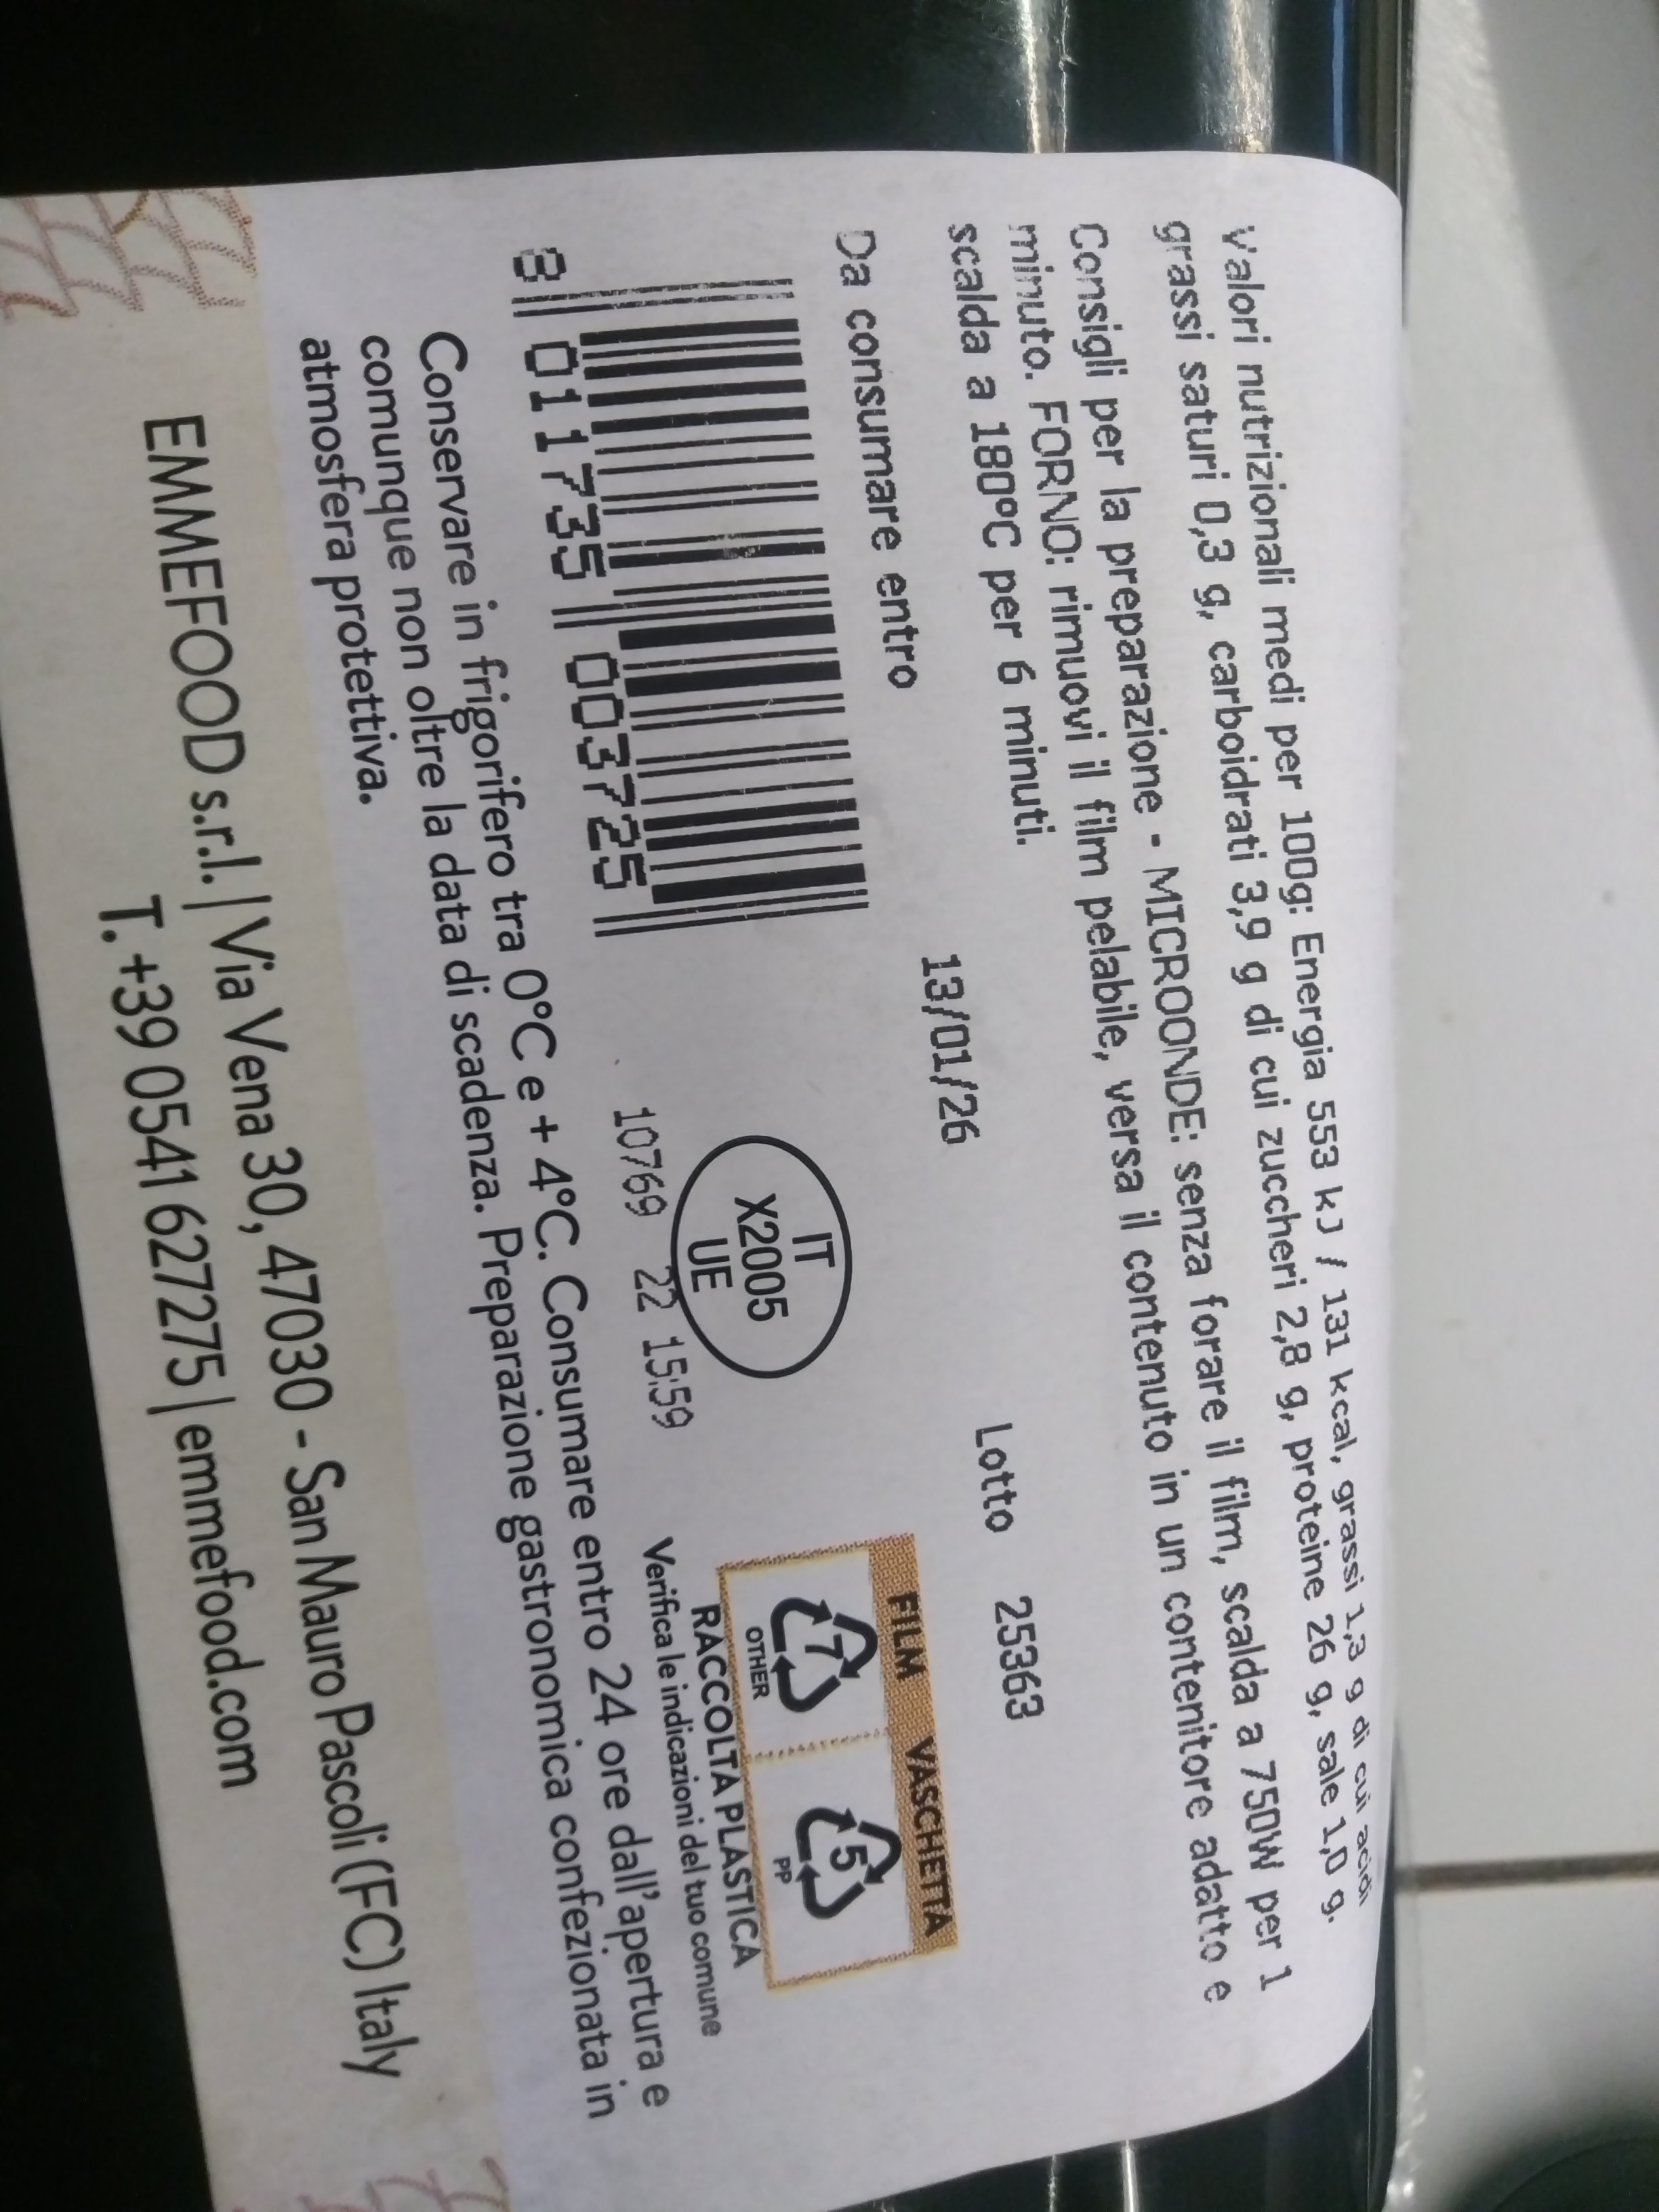 Valori nutrizionali medi per 100g: Energia 553 kJ / 131 kcal, grassi 1,3 g di cui acidi
grassi saturi 0,3 g, carboidrati 3,9 g di cui zuccheri 2,8 g, proteine 26 g, sale 1,0 g.
Consigli per la preparazione - MICROONDE: senza forare il film, scalda a 750W per 1
minuto. FORNO: rimuovi il film pelabile, versa il contenuto in un contenitore adatto e
scalda a 180°C per 6 minuti.
Da consumare entro
13/01/26
Lotto 25363
8 011735 003725
IT
X2005
UE
10769 22 15:59
FILM VASCHETTA
7
OTHER
5
PP
RACCOLTA PLASTICA
Verifica le indicazioni del tuo comune
Conservare in frigorifero tra 0°C e + 4°C. Consumare entro 24 ore dall'apertura e
comunque non oltre la data di scadenza. Preparazione gastronomica confezionata in
atmosfera protettiva.
EMMEFOOD s.r.l. | Via Vena 30, 47030 - San Mauro Pascoli (FC) Italy
T. +39 0541 627275 | emmefood.com